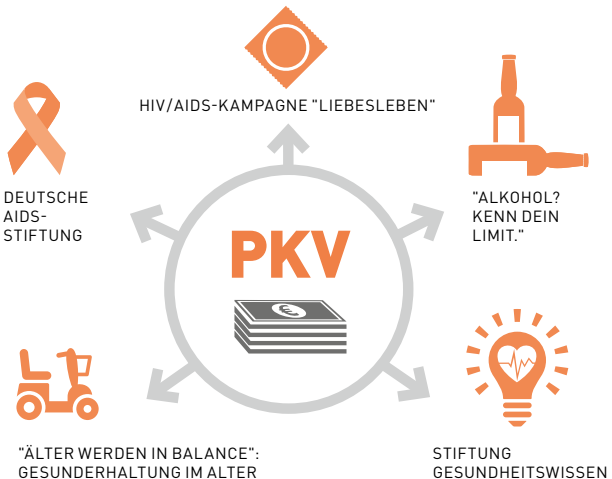 HIV/AIDS-KAMPAGNE "LIEBESLEBEN"
DEUTSCHE
AIDS-
STIFTUNG
"ALKOHOL?
KENN DEIN
LIMIT."
PKV
€
"ÄLTER WERDEN IN BALANCE":
GESUNDERHALTUNG IM ALTER
STIFTUNG
GESUNDHEITSWISSEN